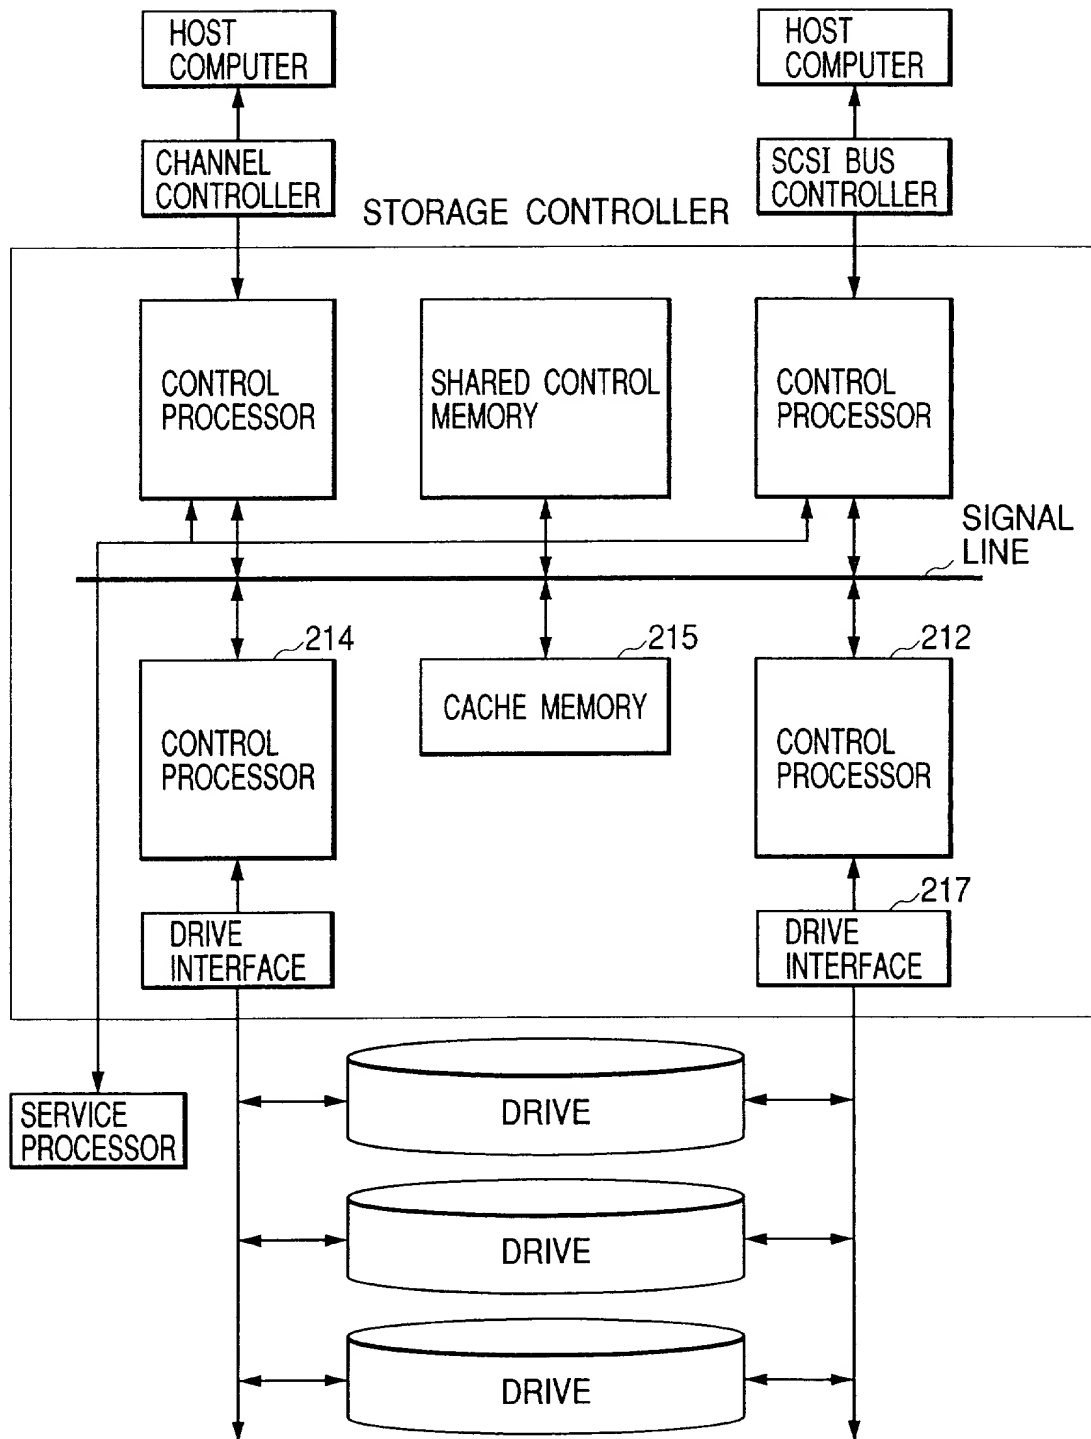 HOST
COMPUTER
HOST
COMPUTER
CHANNEL
CONTROLLER
SCSI BUS
CONTROLLER
STORAGE CONTROLLER
CONTROL
PROCESSOR
SHARED CONTROL
MEMORY
CONTROL
PROCESSOR
SIGNAL
LINE
214
215
212
CONTROL
PROCESSOR
CACHE MEMORY
CONTROL
PROCESSOR
217
DRIVE
INTERFACE
DRIVE
INTERFACE
SERVICE
PROCESSOR
DRIVE
DRIVE
DRIVE